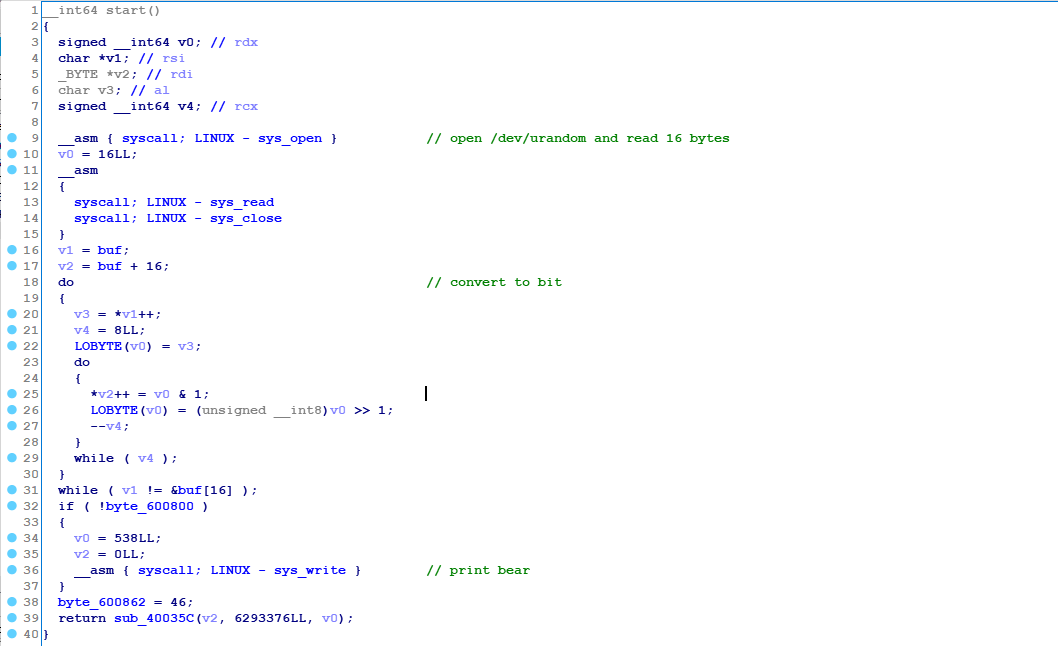 1 __int64 start()
2 {
3 signed __int64 v0; // rdx
4 char *v1; // rsi
5 _BYTE *v2; // rdi
6 char v3; // al
7 signed __int64 v4; // rcx
8
9 __asm { syscall; LINUX - sys_open } // open /dev/urandom and read 16 bytes
10 v0 = 16LL;
11 __asm
12 {
13 syscall; LINUX - sys_read
14 syscall; LINUX - sys_close
15 }
16 v1 = buf;
17 v2 = buf + 16;
18 do // convert to bit
19 {
20 v3 = *v1++;
21 v4 = 8LL;
22 LOBYTE(v0) = v3;
23 do
24 {
25 *v2++ = v0 & 1;
26 LOBYTE(v0) = (unsigned __int8)v0 >> 1;
27 --v4;
28 }
29 while ( v4 );
30 }
31 while ( v1 != &buf[16] );
32 if ( !byte_600800 )
33 {
34 v0 = 538LL;
35 v2 = 0LL;
36 __asm { syscall; LINUX - sys_write } // print bear
37 }
38 byte_600862 = 46;
39 return sub_40035C(v2, 6293376LL, v0);
40 }